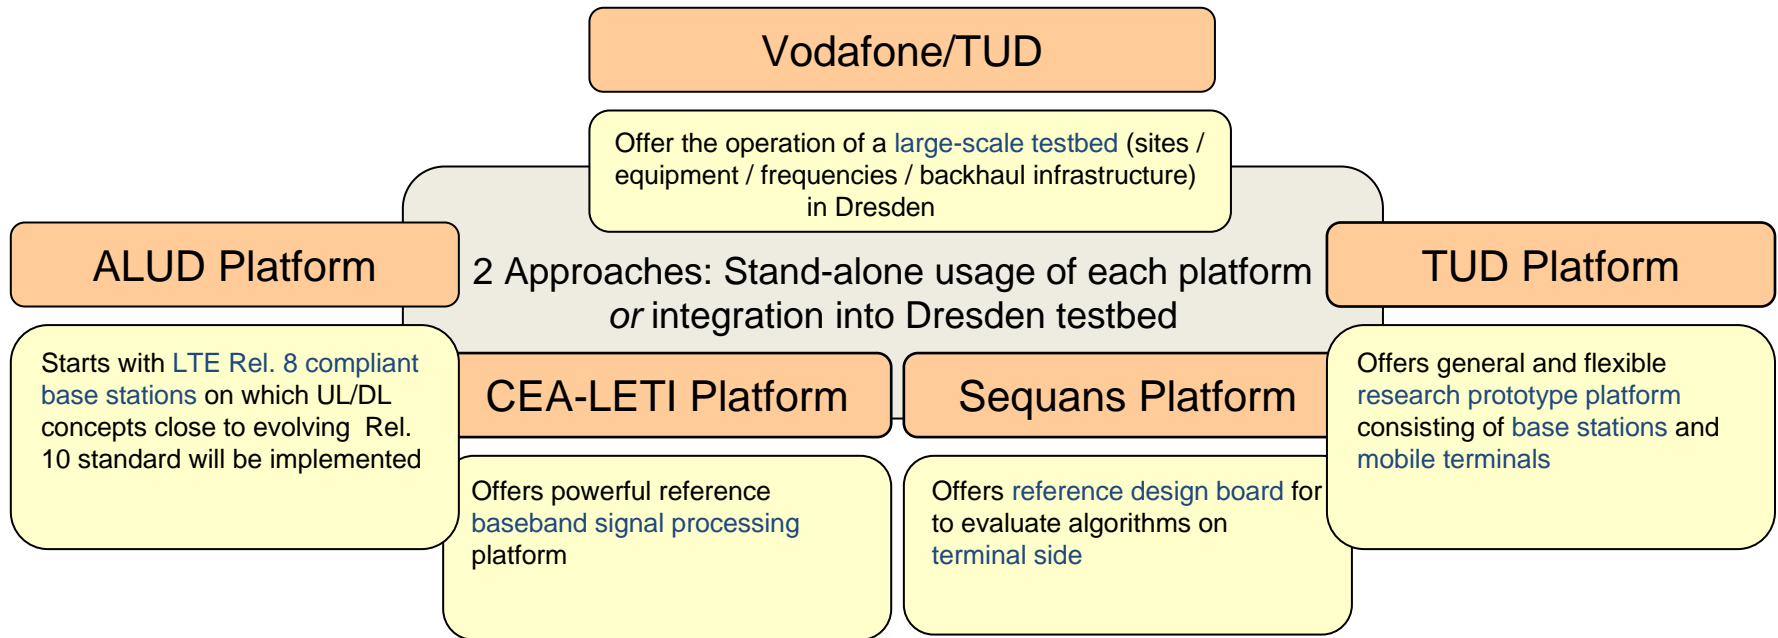 Vodafone/TUD
Offer the operation of a large-scale testbed (sites /
equipment / frequencies / backhaul infrastructure)
in Dresden
2 Approaches: Stand-alone usage of each platform
or integration into Dresden testbed
ALUD Platform
Starts with LTE Rel. 8 compliant
base stations on which UL/DL
concepts close to evolving Rel.
10 standard will be implemented
CEA-LETI Platform
Offers powerful reference
baseband signal processing
platform
Sequans Platform
Offers reference design board for
to evaluate algorithms on
terminal side
TUD Platform
Offers general and flexible
research prototype platform
consisting of base stations and
mobile terminals